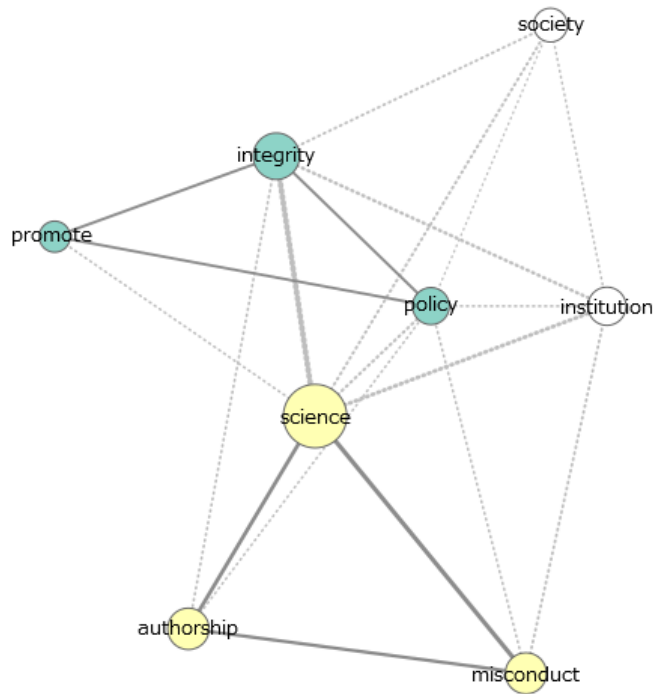 society
integrity
promote
policy
institution
science
authorship
misconduct